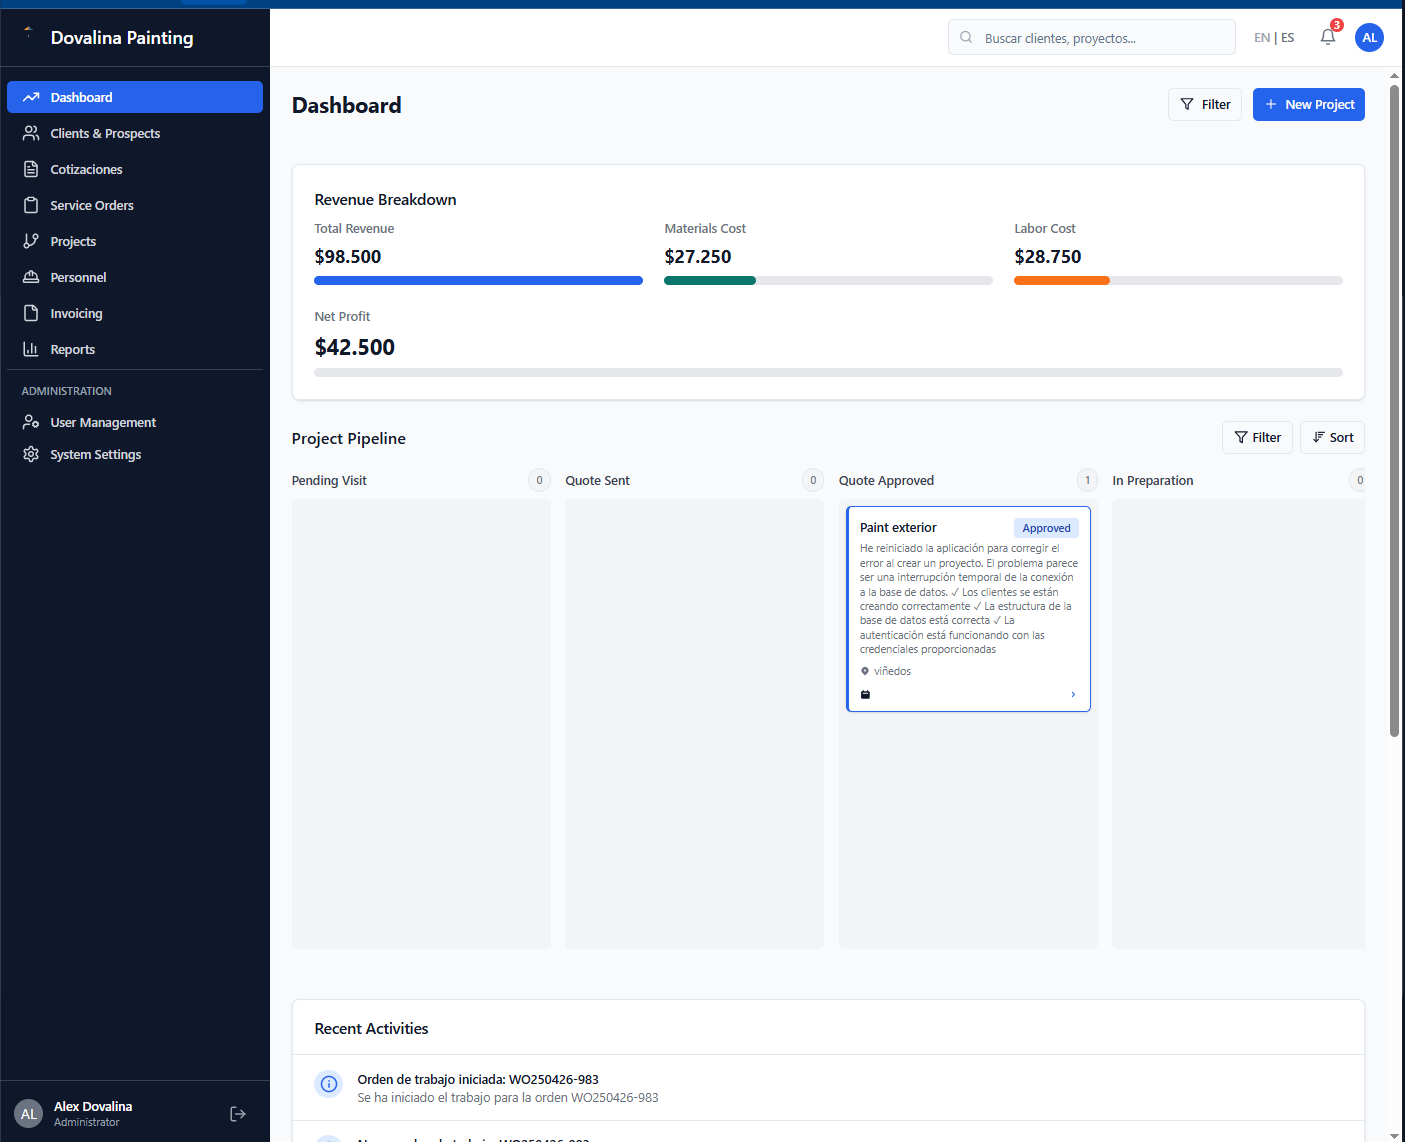 Dovalina Painting
Buscar clientes, proyectos...
EN | ES
3
AL
Dashboard
Clients & Prospects
Cotizaciones
Service Orders
Projects
Personnel
Invoicing
Reports
ADMINISTRATION
User Management
System Settings
Alex Dovalina
Administrator
AL
Dashboard
Filter
New Project
Revenue Breakdown
Total Revenue
$98.500
Materials Cost
$27.250
Labor Cost
$28.750
Net Profit
$42.500
Project Pipeline
Filter
Sort
Pending Visit 0
Quote Sent 0
Quote Approved 1
In Preparation 0
Paint exterior
Approved
He reiniciado la aplicación para corregir el
error al crear un proyecto. El problema parece
ser una interrupción temporal de la conexión
a la base de datos. ✓ Los clientes se están
creando correctamente ✓ La estructura de la
base de datos está correcta ✓ La
autenticación está funcionando con las
credenciales proporcionadas
viñedos
Recent Activities
Orden de trabajo iniciada: WO250426-983
Se ha iniciado el trabajo para la orden WO250426-983